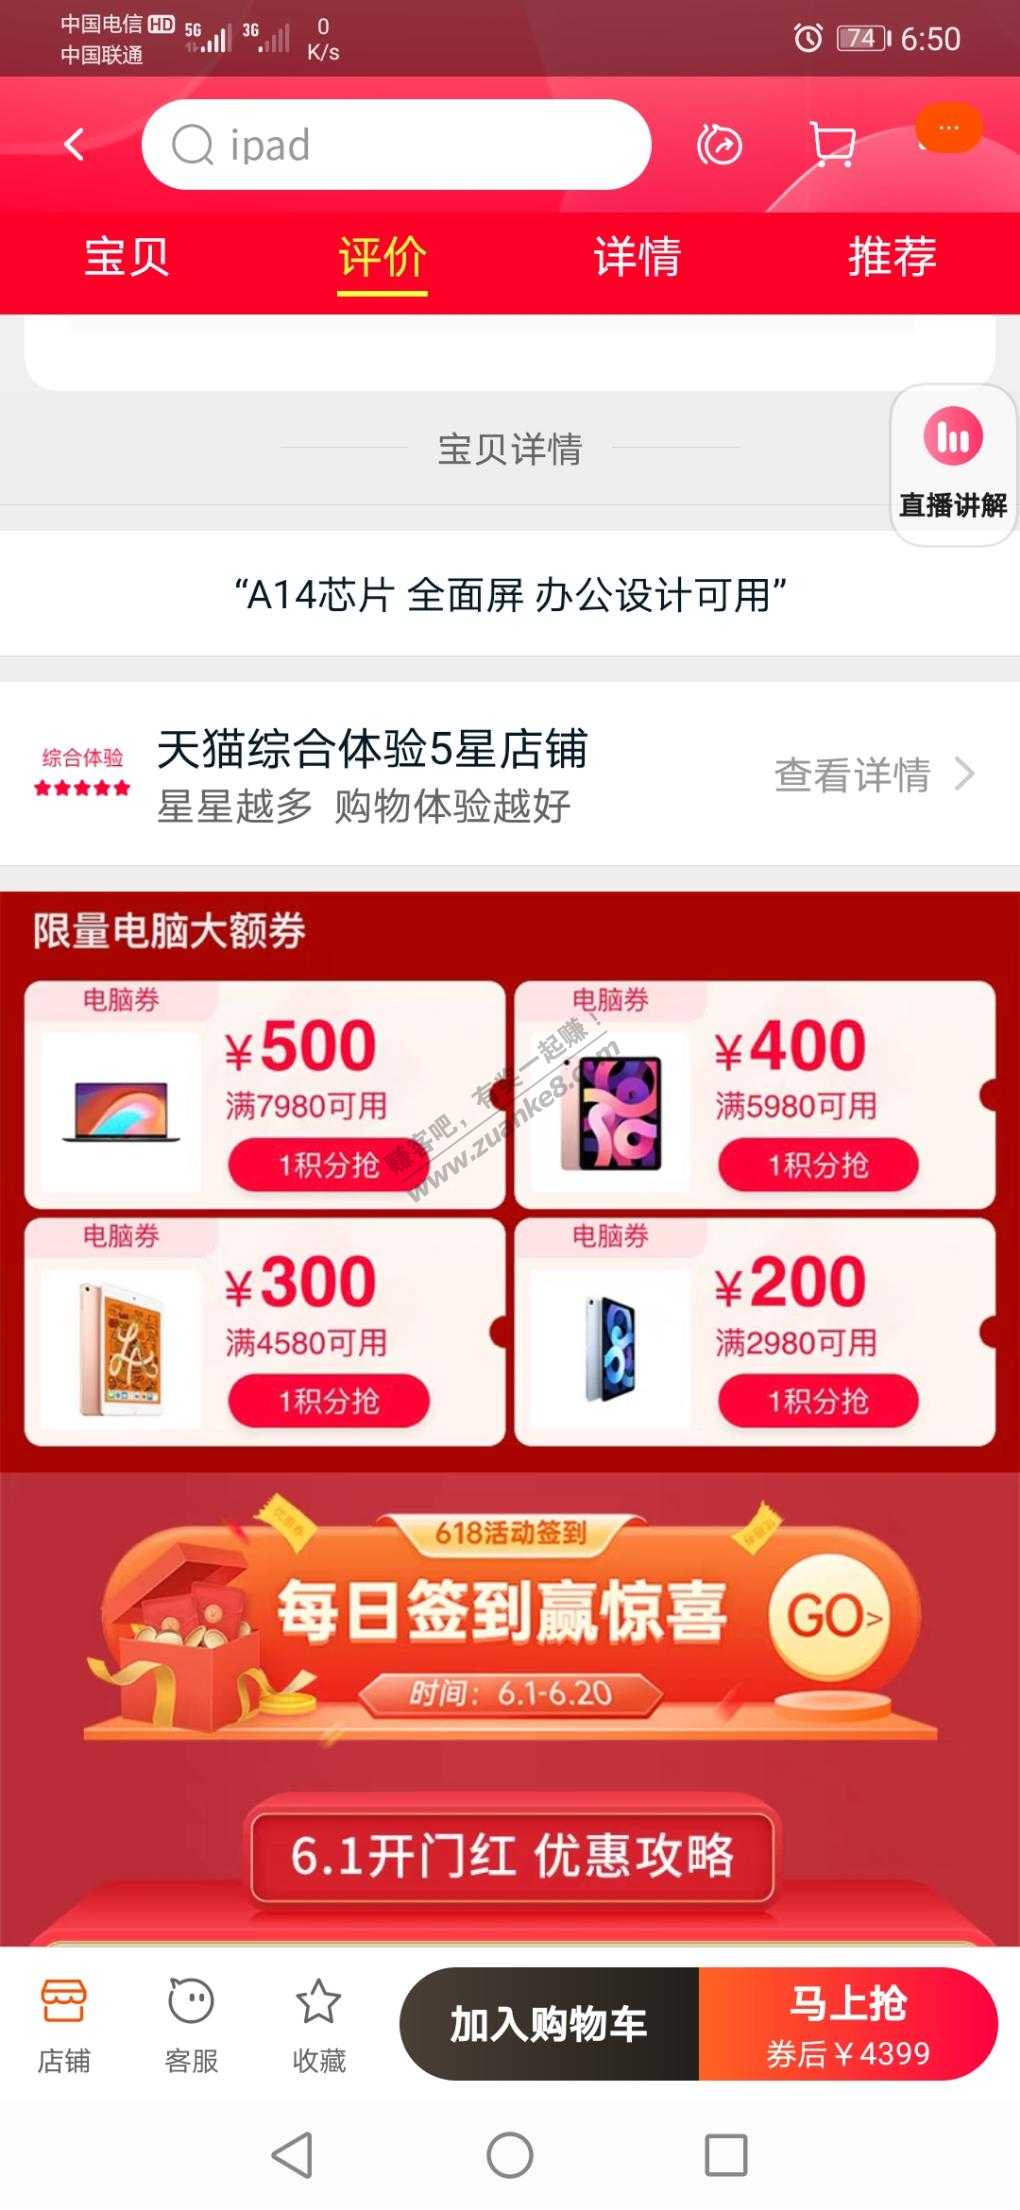 中国电信 HD 5G 3G 0 74 6:50
中国联通 K/s
ipad
宝贝 评价 详情 推荐
宝贝详情
直播讲解
“A14芯片 全面屏 办公设计可用”
综合体验 天猫综合体验5星店铺
星星越多 购物体验越好 查看详情
限量电脑大额券
电脑券
¥500
满7980可用
1积分抢
电脑券
¥400
满5980可用
1积分抢
赚客吧，有奖一起赚！
www.zuanke8.com
电脑券
¥300
满4580可用
1积分抢
电脑券
¥200
满2980可用
1积分抢
618活动签到
每日签到赢惊喜
GO>
时间：6.1-6.20
6.1开门红 优惠攻略
店铺 客服 收藏
加入购物车
马上抢
券后￥4399